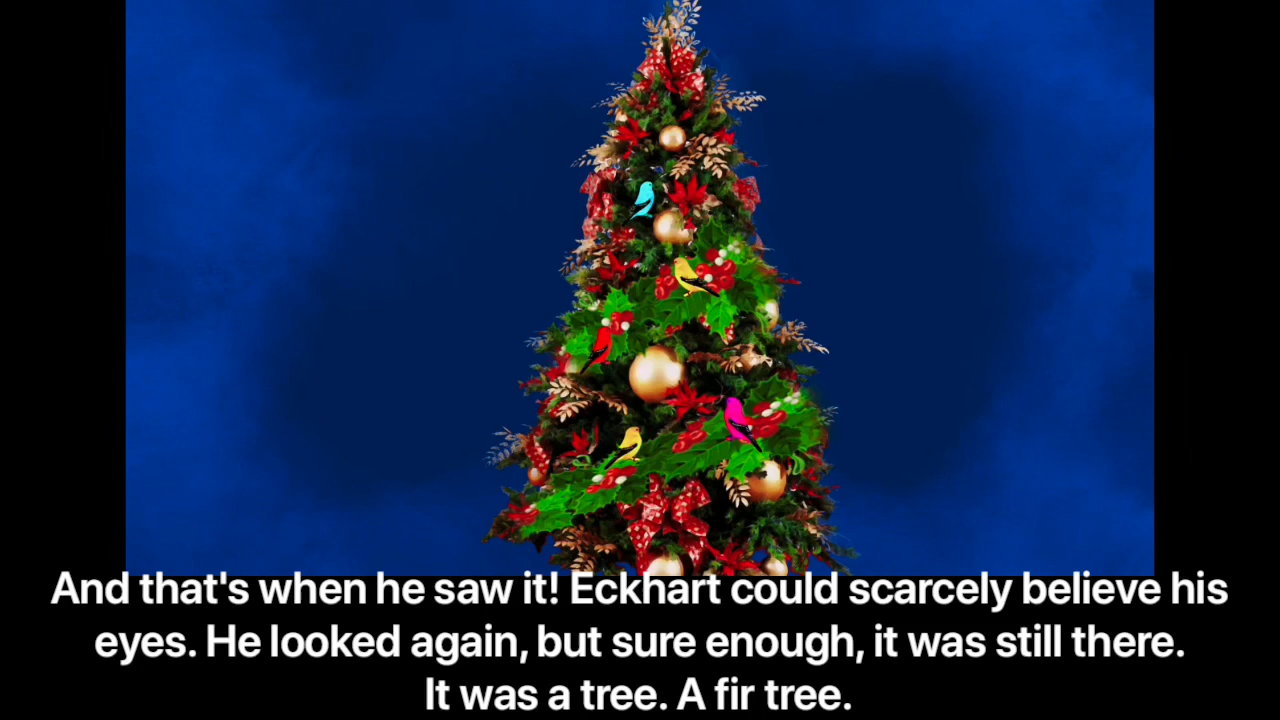 And that's when he saw it! Eckhart could scarcely believe his
eyes. He looked again, but sure enough, it was still there.
It was a tree. A fir tree.